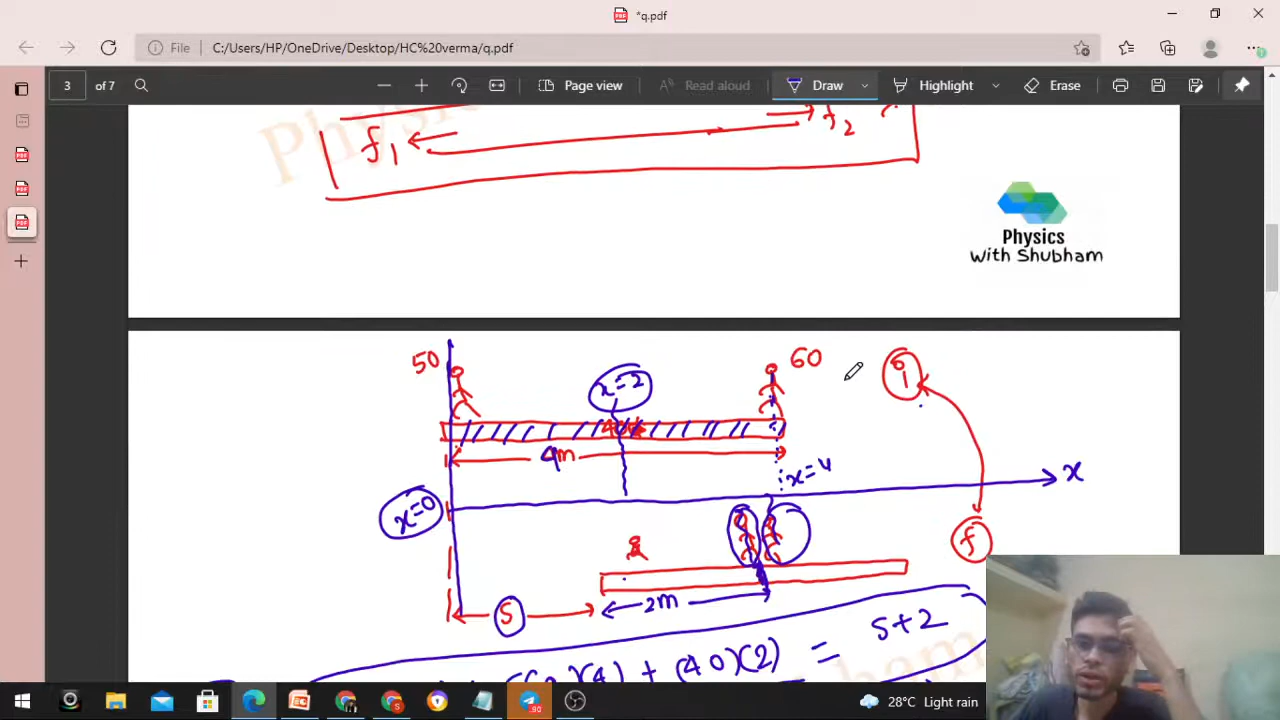 *q.pdf
File C:/Users/HP/OneDrive/Desktop/HC%20verma/q.pdf
3 of 7 Page view Read aloud Draw Highlight Erase
f1 f2
Physics
With Shubham
50 60 i
x=2
4m
x=4
x=0 x
f
S 2m
(4) + (40)(2) = S+2
28°C Light rain